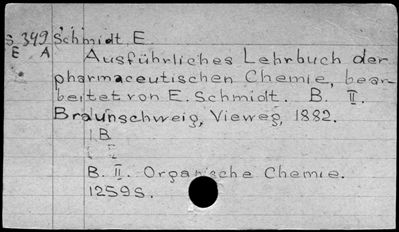 S 349 Schmidt, E.
E A Ausführliches Lehrbuch der
pharmaceutischen Chemie, bear-
beitet von E. Schmidt. B. II.
Braunschweig, Vieweg, 1882.
B
B. II. Organische Chemie.
1259 S.